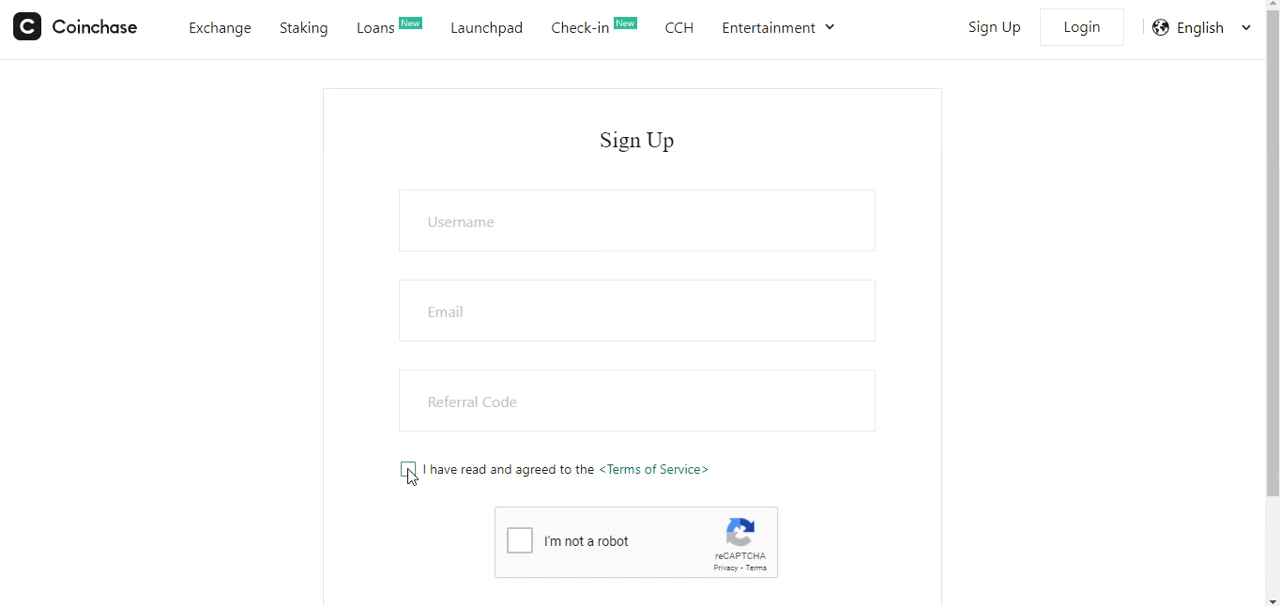 Coinchase
Exchange
Staking
Loans New
Launchpad
Check-in New
CCH
Entertainment
Sign Up
Login
English
Sign Up
Username
Email
Referral Code
I have read and agreed to the <Terms of Service>
I'm not a robot
reCAPTCHA
Privacy - Terms